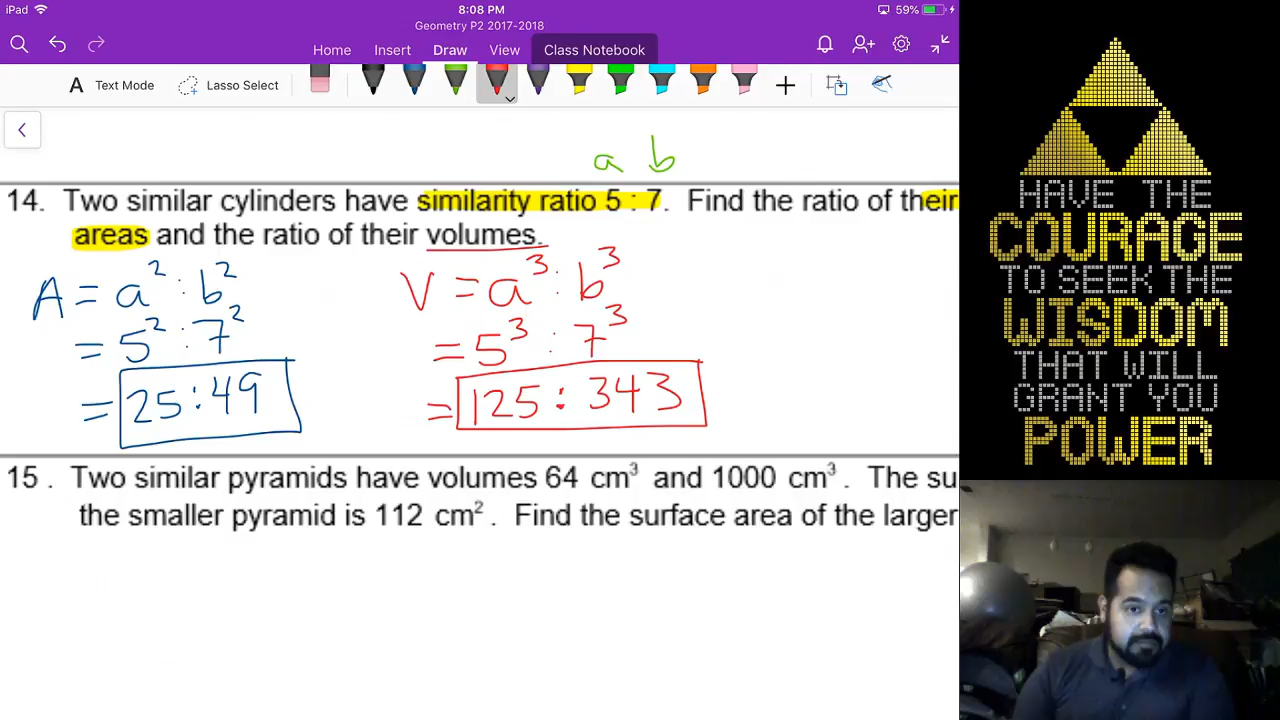 iPad
8:08 PM
59%
Geometry P2 2017-2018
Home Insert Draw View Class Notebook
A Text Mode Lasso Select
a b
14. Two similar cylinders have similarity ratio 5 : 7. Find the ratio of their
areas and the ratio of their volumes.
A = a² : b²
= 5² : 7²
= 25 : 49
V = a³ : b³
= 5³ : 7³
= 125 : 343
15 . Two similar pyramids have volumes 64 cm³ and 1000 cm³ . The su
the smaller pyramid is 112 cm² . Find the surface area of the larger
HAVE THE
COURAGE
TO SEEK THE
WISDOM
THAT WILL
GRANT YOU
POWER